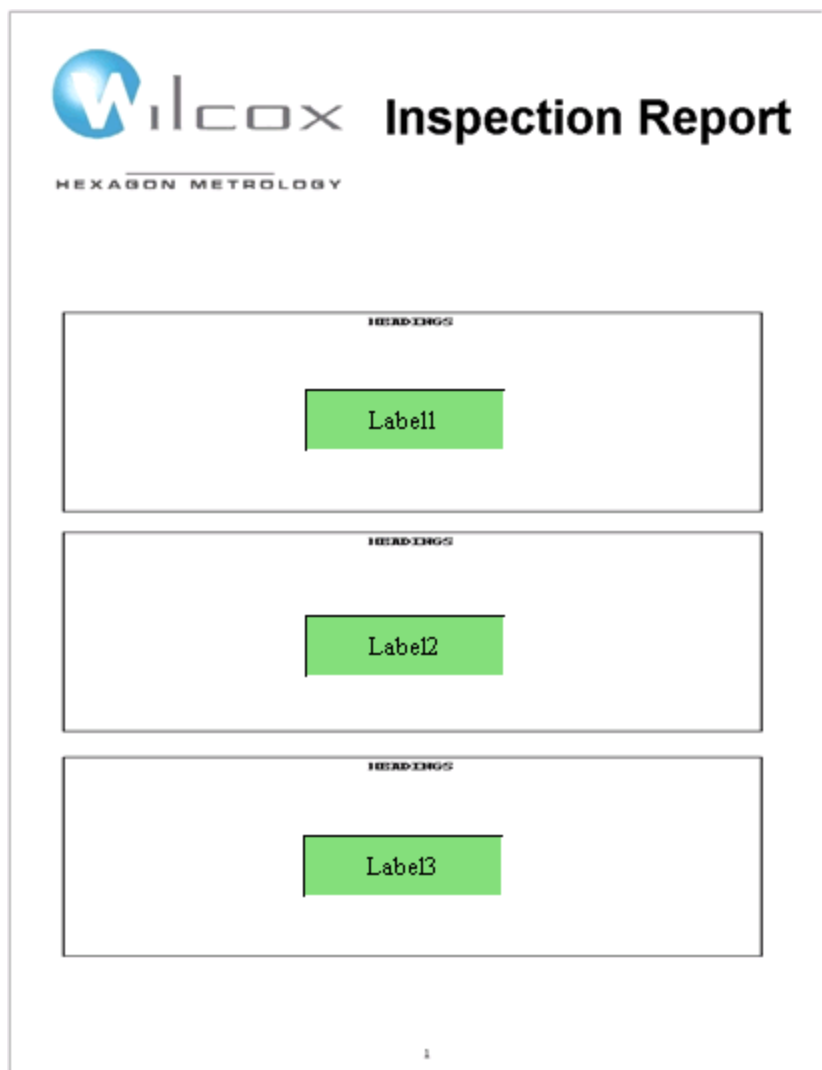 Wilcox Inspection Report
HEXAGON METROLOGY
HEADINGS
Label1
HEADINGS
Label2
HEADINGS
Label3
1